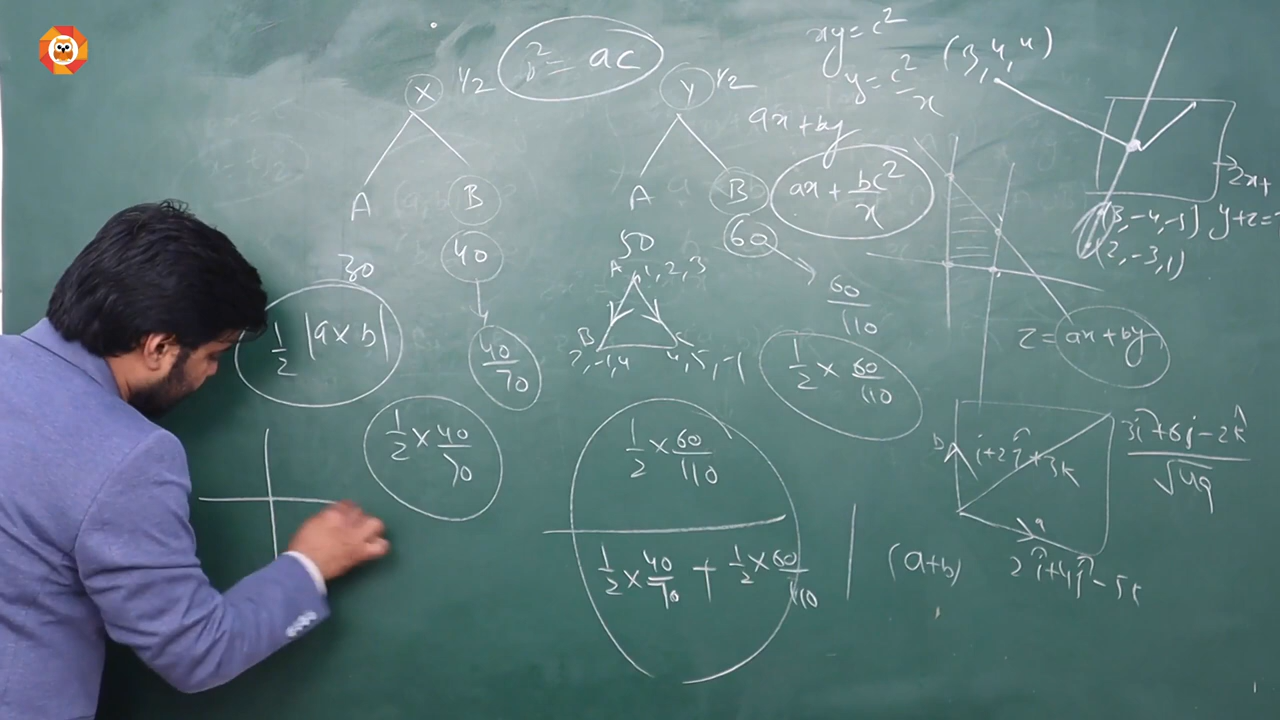 xy = c²
y = c²/x
b² = ac
X 1/2
Y 1/2
(3, 4, 4)
ax + by
A B
A B
ax + bc²/x
2x +
y + z =
40
50
60
30
A 1, 2, 3
(3, -4, -5)
(2, -3, 1)
60/110
1/2 |a x b|
40/70
B C
1/2 x 60/110
z = ax + by
1/2 x 40/70
1/2 x 60/110
b i + 2j + 3k
3i + 6j - 2k
√49
1/2 x 40/70 + 1/2 x 60/110
(a+b)
a
2i + 4j - 5k